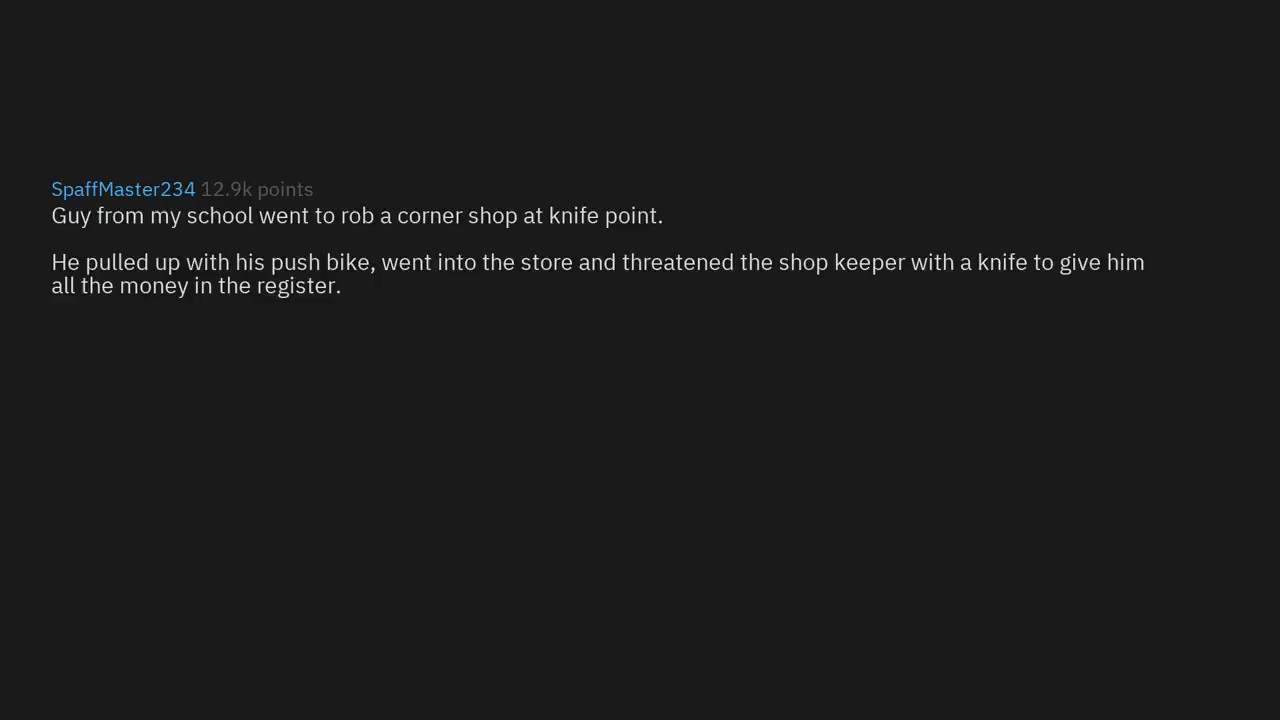 SpaffMaster234 12.9k points
Guy from my school went to rob a corner shop at knife point.
He pulled up with his push bike, went into the store and threatened the shop keeper with a knife to give him
all the money in the register.